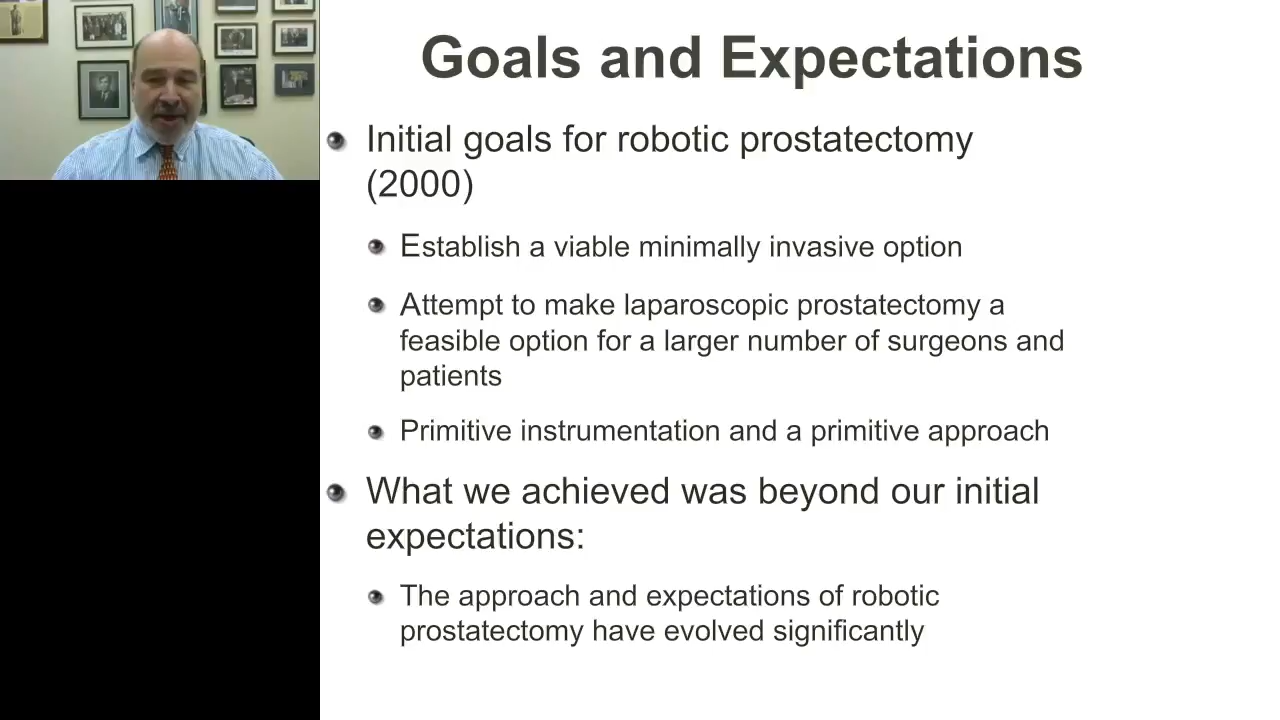 Goals and Expectations
Initial goals for robotic prostatectomy
(2000)
Establish a viable minimally invasive option
Attempt to make laparoscopic prostatectomy a
feasible option for a larger number of surgeons and
patients
Primitive instrumentation and a primitive approach
What we achieved was beyond our initial
expectations:
The approach and expectations of robotic
prostatectomy have evolved significantly